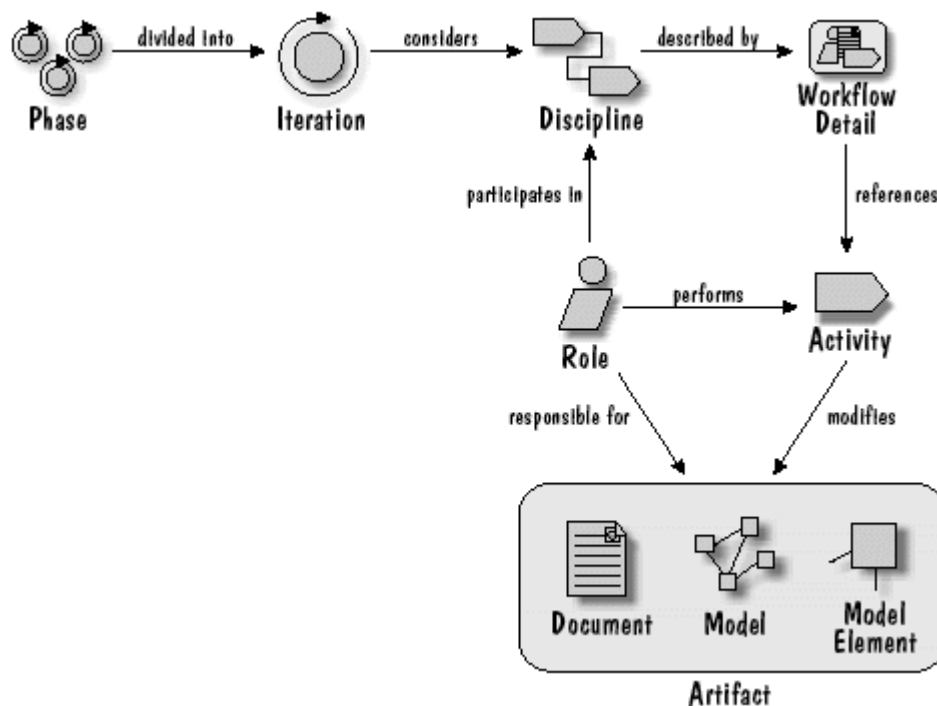 divided into
considers
described by
Phase
Iteration
Discipline
Workflow
Detail
participates in
references
performs
Role
Activity
responsible for
modifies
Document
Model
Model
Element
Artifact